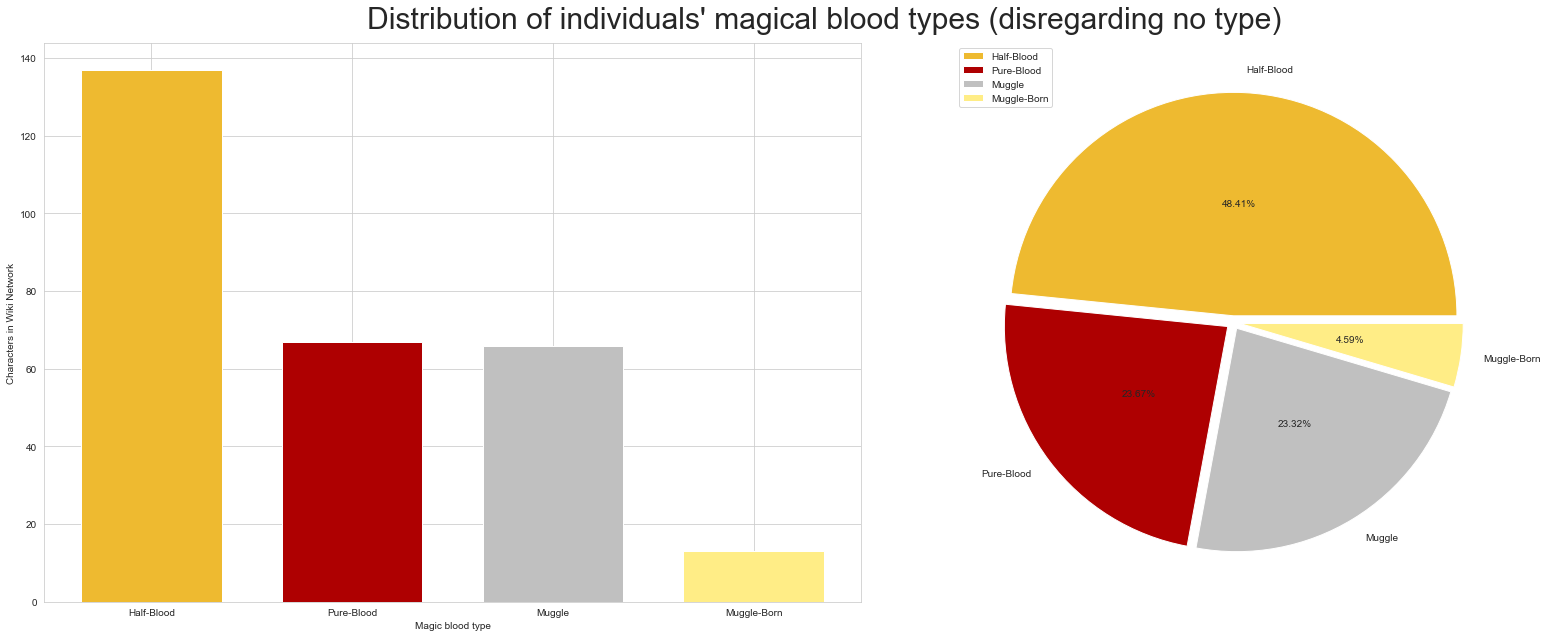 Distribution of individuals' magical blood types (disregarding no type)
140
120
100
80
60
40
20
0
Characters in Wiki Network
Half-Blood
Pure-Blood
Muggle
Muggle-Born
Magic blood type
Half-Blood
Pure-Blood
Muggle
Muggle-Born
Half-Blood
48.41%
Pure-Blood
23.67%
Muggle
23.32%
Muggle-Born
4.59%